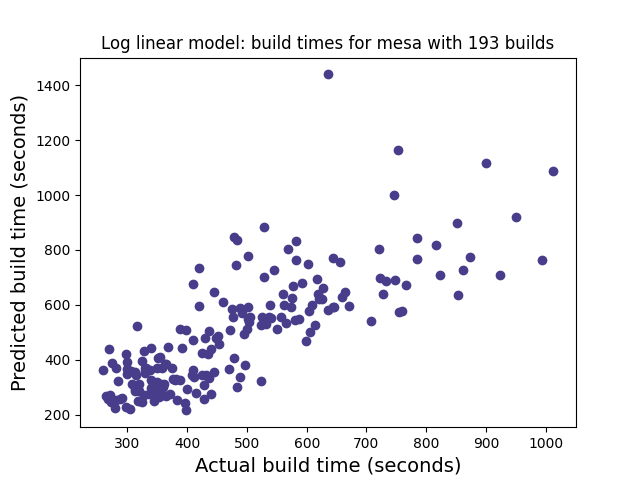 Log linear model: build times for mesa with 193 builds
1400
1200
1000
800
600
400
200
Predicted build time (seconds)
300 400 500 600 700 800 900 1000
Actual build time (seconds)